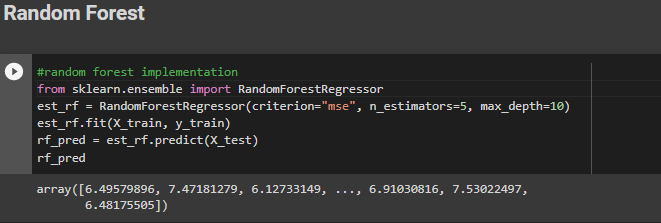 Random Forest
#random forest implementation
from sklearn.ensemble import RandomForestRegressor
est_rf = RandomForestRegressor(criterion="mse", n_estimators=5, max_depth=10)
est_rf.fit(X_train, y_train)
rf_pred = est_rf.predict(X_test)
rf_pred
array([6.49579896, 7.47181279, 6.12733149, ..., 6.91030816, 7.53022497,
6.48175505])